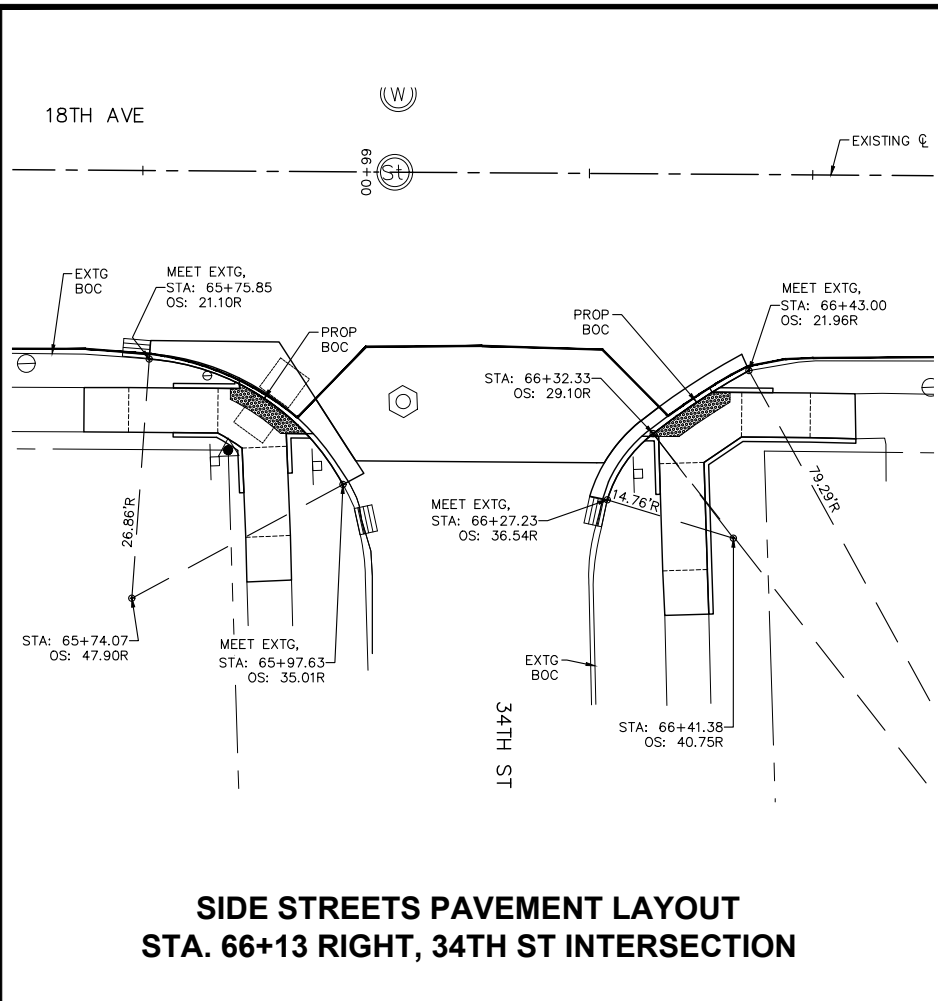 18TH AVE
W
EXISTING ℄
66+00
St
EXTG
BOC
MEET EXTG,
STA: 65+75.85
OS: 21.10R
PROP
BOC
PROP
BOC
MEET EXTG,
STA: 66+43.00
OS: 21.96R
STA: 66+32.33
OS: 29.10R
26.86'R
MEET EXTG,
STA: 66+27.23
OS: 36.54R
14.76'R
79.29'R
STA: 65+74.07
OS: 47.90R
MEET EXTG,
STA: 65+97.63
OS: 35.01R
EXTG
BOC
34TH ST
STA: 66+41.38
OS: 40.75R
SIDE STREETS PAVEMENT LAYOUT
STA. 66+13 RIGHT, 34TH ST INTERSECTION